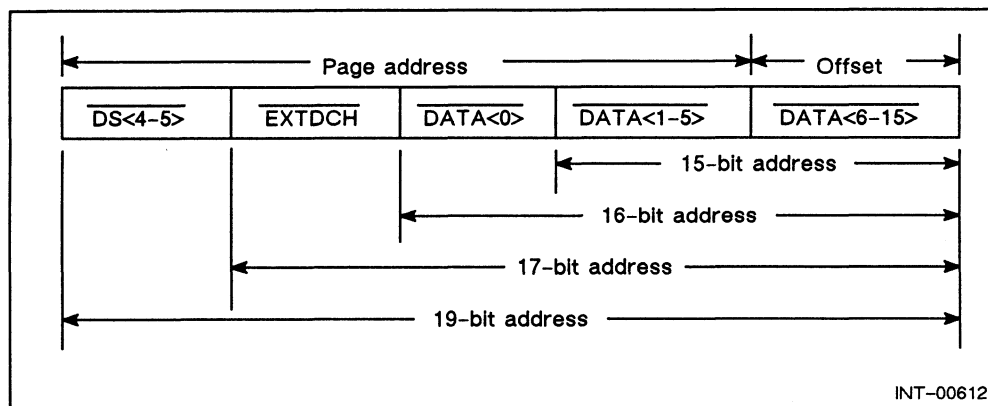 Page address Offset
DS<4-5> EXTDCH DATA<0> DATA<1-5> DATA<6-15>
15-bit address
16-bit address
17-bit address
19-bit address
INT-00612